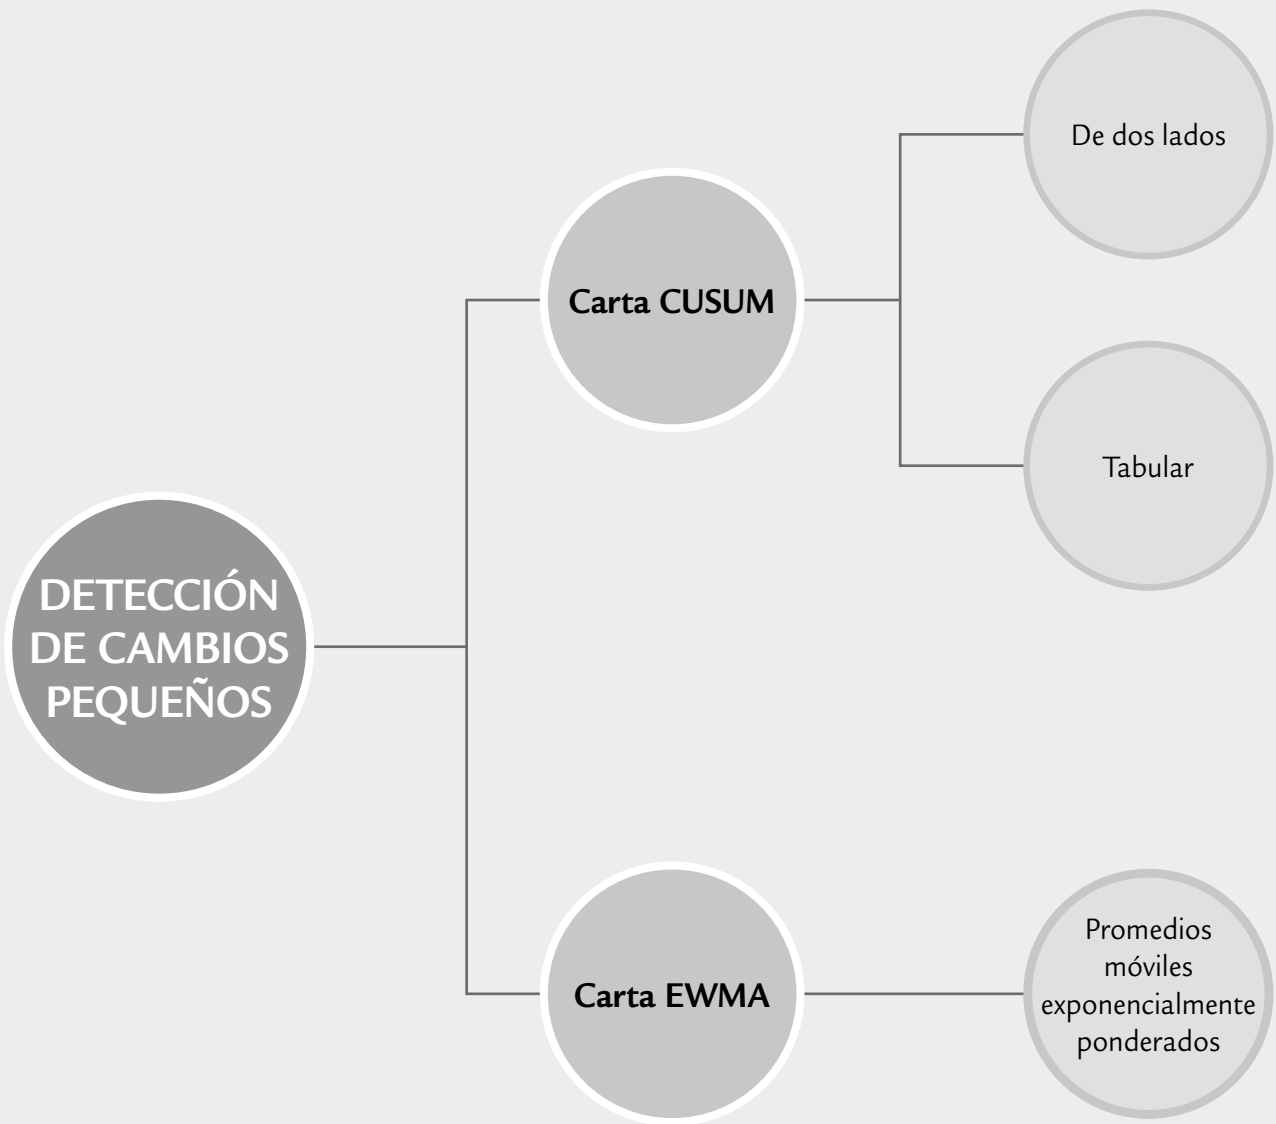 DETECCIÓN
DE CAMBIOS
PEQUEÑOS
Carta CUSUM
De dos lados
Tabular
Carta EWMA
Promedios
móviles
exponencialmente
ponderados